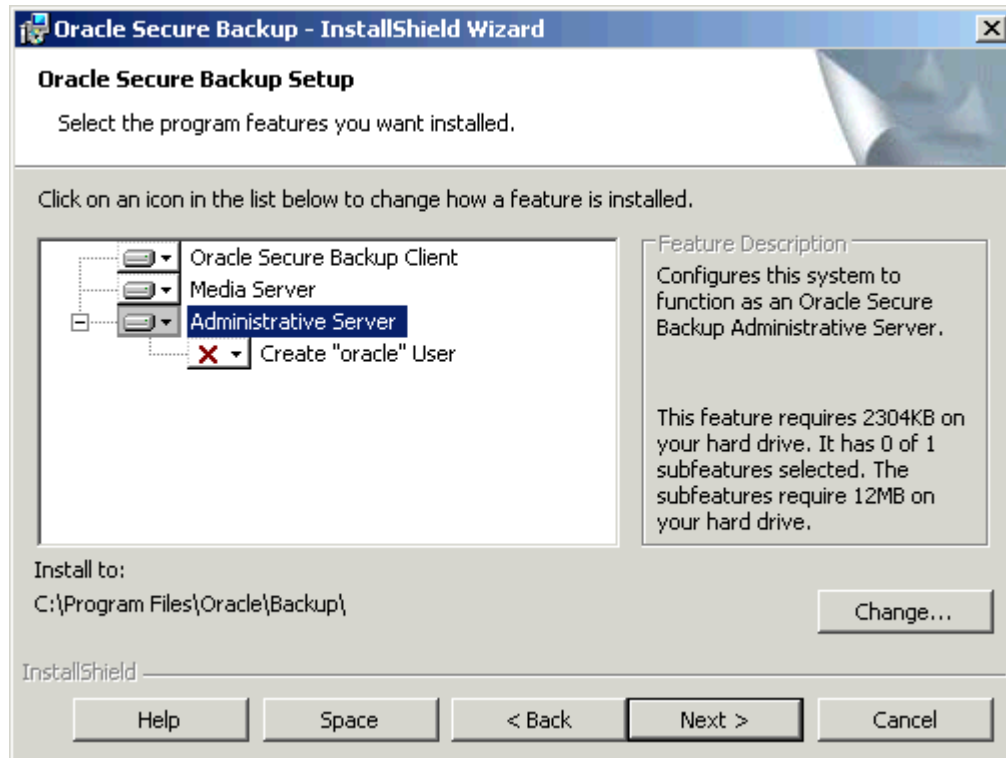 Oracle Secure Backup - InstallShield Wizard
Oracle Secure Backup Setup
Select the program features you want installed.
Click on an icon in the list below to change how a feature is installed.
Oracle Secure Backup Client
Media Server
Administrative Server
Create "oracle" User
Feature Description
Configures this system to
function as an Oracle Secure
Backup Administrative Server.
This feature requires 2304KB on
your hard drive. It has 0 of 1
subfeatures selected. The
subfeatures require 12MB on
your hard drive.
Install to:
C:\Program Files\Oracle\Backup\
Change...
InstallShield
Help
Space
< Back
Next >
Cancel